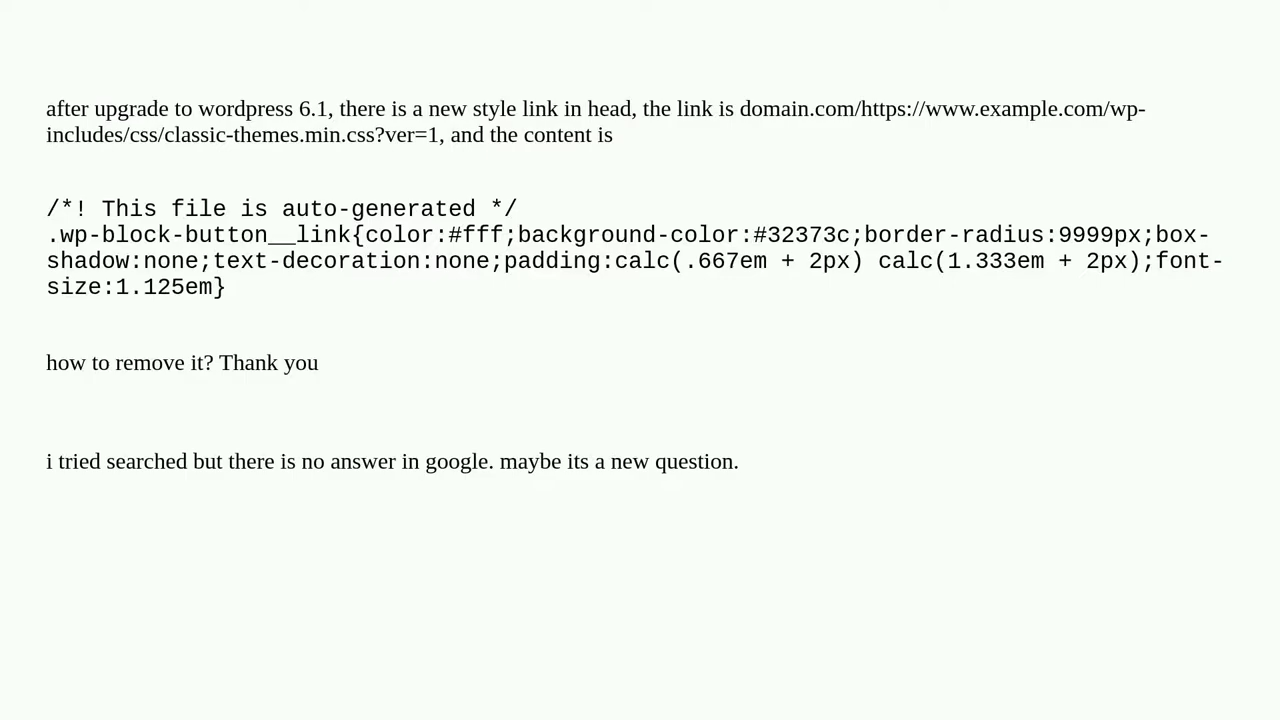 after upgrade to wordpress 6.1, there is a new style link in head, the link is domain.com/https://www.example.com/wp-
includes/css/classic-themes.min.css?ver=1, and the content is
/*! This file is auto-generated */
.wp-block-button__link{color:#fff;background-color:#32373c;border-radius:9999px;box-
shadow:none;text-decoration:none;padding:calc(.667em + 2px) calc(1.333em + 2px);font-
size:1.125em}
how to remove it? Thank you
i tried searched but there is no answer in google. maybe its a new question.